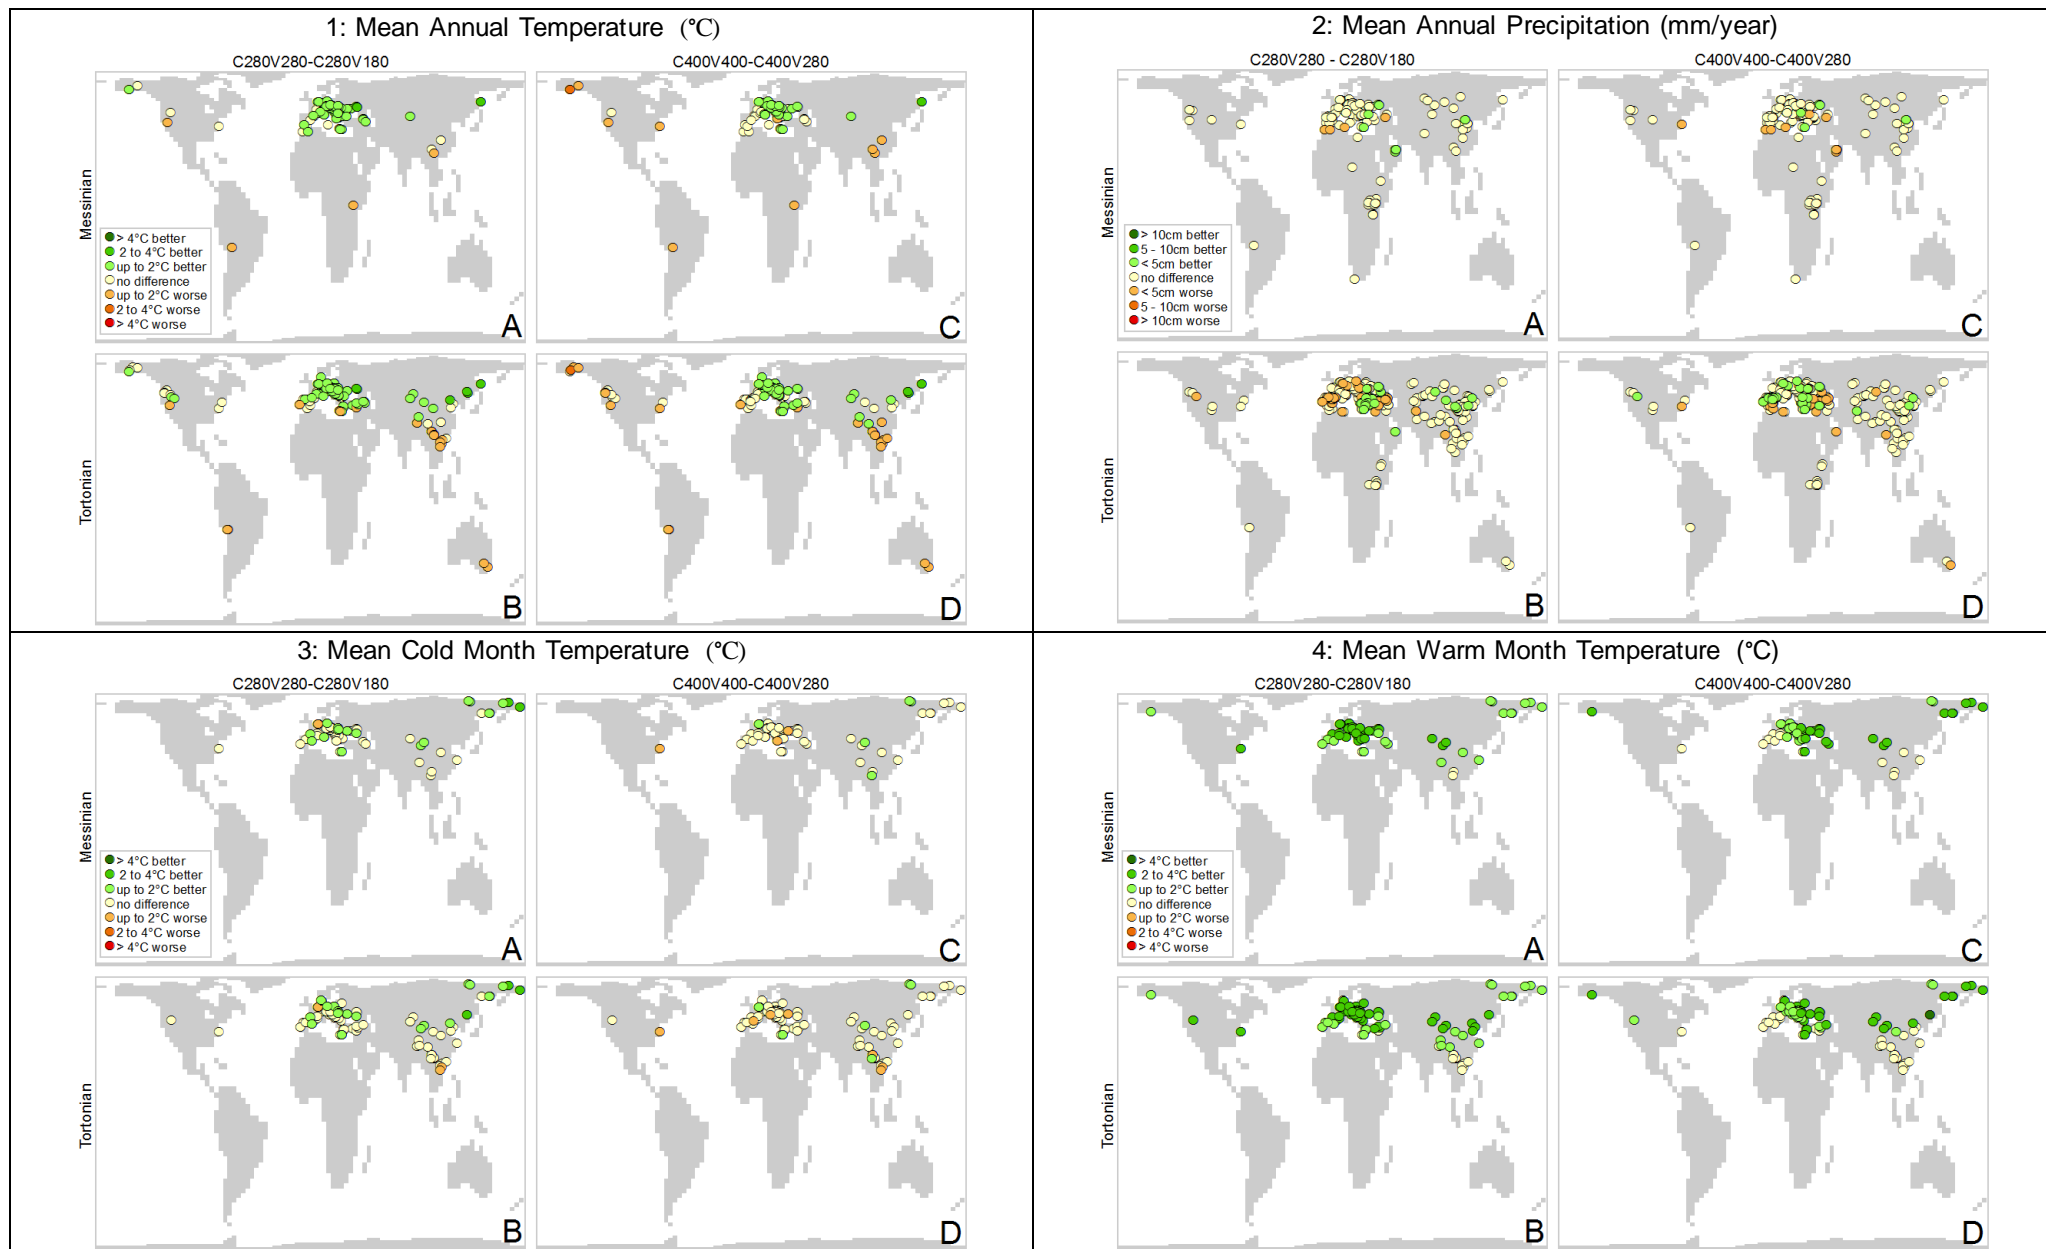 1: Mean Annual Temperature (°C)
C280V280-C280V180
C400V400-C400V280
Messinian
> 4°C better
2 to 4°C better
up to 2°C better
no difference
up to 2°C worse
2 to 4°C worse
> 4°C worse
A
C
Tortonian
B
D
2: Mean Annual Precipitation (mm/year)
C280V280 - C280V180
C400V400-C400V280
Messinian
> 10cm better
5 - 10cm better
< 5cm better
no difference
< 5cm worse
5 - 10cm worse
> 10cm worse
A
C
Tortonian
B
D
3: Mean Cold Month Temperature (°C)
C280V280-C280V180
C400V400-C400V280
Messinian
> 4°C better
2 to 4°C better
up to 2°C better
no difference
up to 2°C worse
2 to 4°C worse
> 4°C worse
A
C
Tortonian
B
D
4: Mean Warm Month Temperature (°C)
C280V280-C280V180
C400V400-C400V280
Messinian
> 4°C better
2 to 4°C better
up to 2°C better
no difference
up to 2°C worse
2 to 4°C worse
> 4°C worse
A
C
Tortonian
B
D